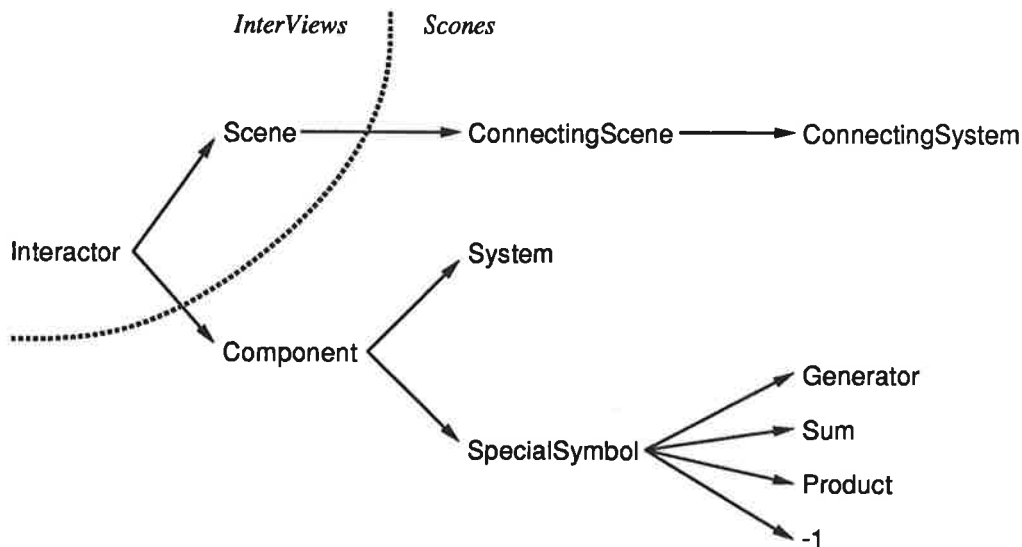 InterViews Scones
Scene ConnectingScene ConnectingSystem
Interactor System
Component
Generator
Sum
SpecialSymbol
Product
-1